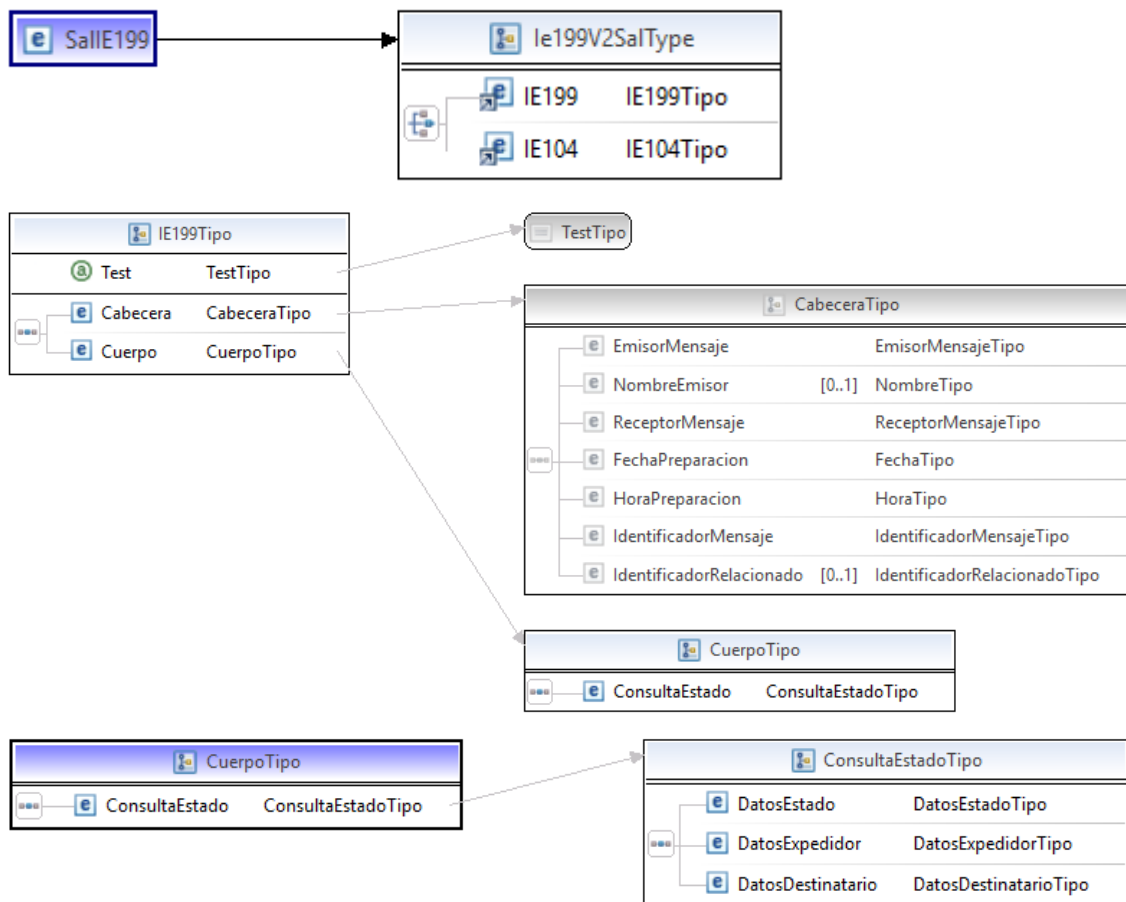 SalIE199
Ie199V2SalType
IE199 IE199Tipo
IE104 IE104Tipo
IE199Tipo
Test TestTipo
Cabecera CabeceraTipo
Cuerpo CuerpoTipo
TestTipo
CabeceraTipo
EmisorMensaje EmisorMensajeTipo
NombreEmisor [0..1] NombreTipo
ReceptorMensaje ReceptorMensajeTipo
FechaPreparacion FechaTipo
HoraPreparacion HoraTipo
IdentificadorMensaje IdentificadorMensajeTipo
IdentificadorRelacionado [0..1] IdentificadorRelacionadoTipo
CuerpoTipo
ConsultaEstado ConsultaEstadoTipo
CuerpoTipo
ConsultaEstado ConsultaEstadoTipo
ConsultaEstadoTipo
DatosEstado DatosEstadoTipo
DatosExpedidor DatosExpedidorTipo
DatosDestinatario DatosDestinatarioTipo